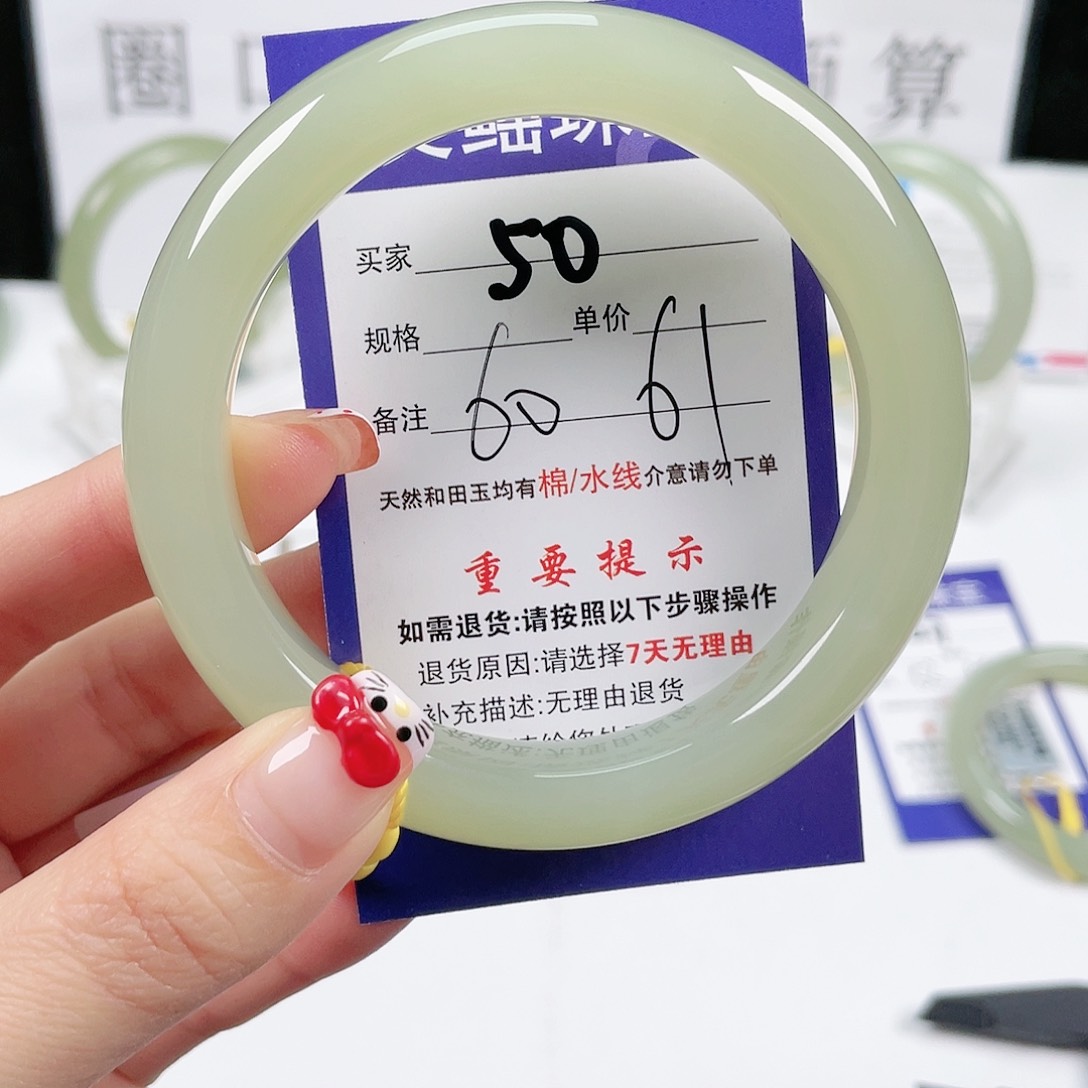 圈
算
买家 50
规格 单价
备注 60 61
天然和田玉均有棉/水线介意请勿下单
重要提示
如需退货:请按照以下步骤操作
退货原因:请选择7天无理由
补充描述:无理由退货